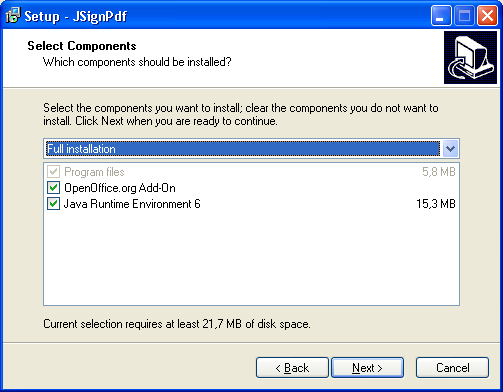 Setup - JSignPdf
Select Components
Which components should be installed?
Select the components you want to install; clear the components you do not want to
install. Click Next when you are ready to continue.
Full installation
Program files 5,8 MB
OpenOffice.org Add-On
Java Runtime Environment 6 15,3 MB
Current selection requires at least 21,7 MB of disk space.
< Back Next > Cancel